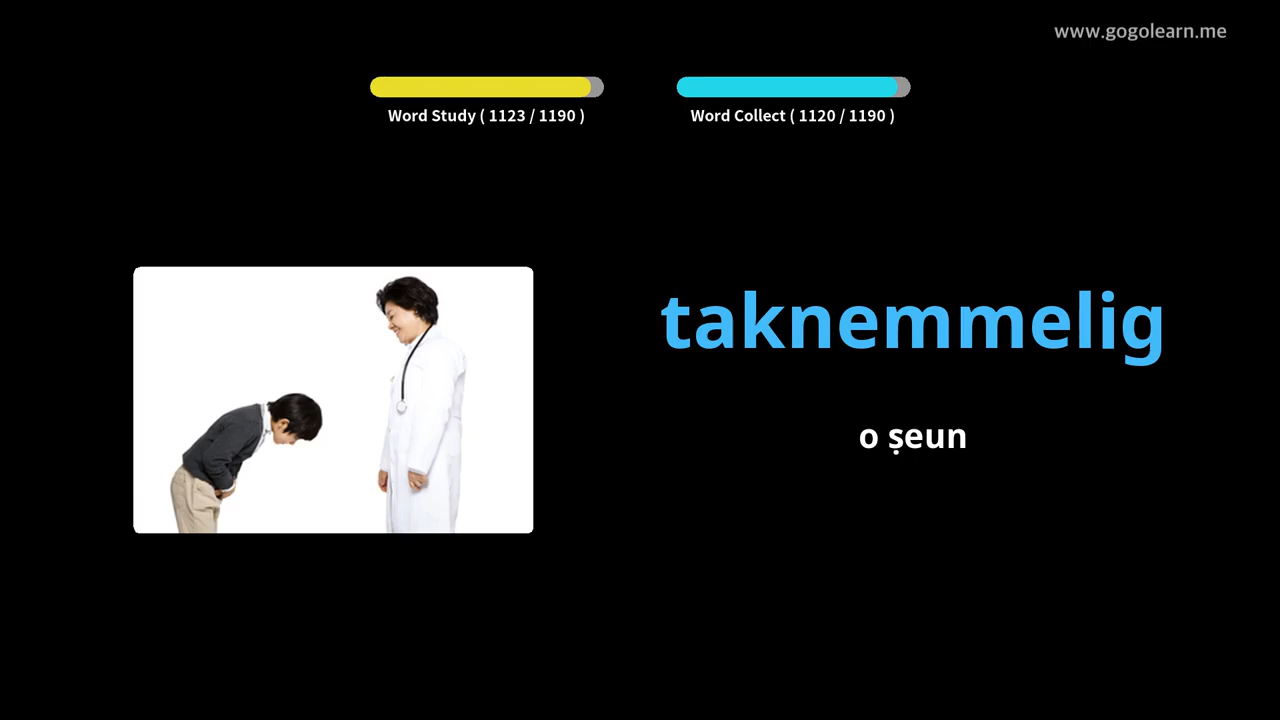 www.gogolearn.me
Word Study ( 1123 / 1190 )
Word Collect ( 1120 / 1190 )
taknemmelig
o ṣeun